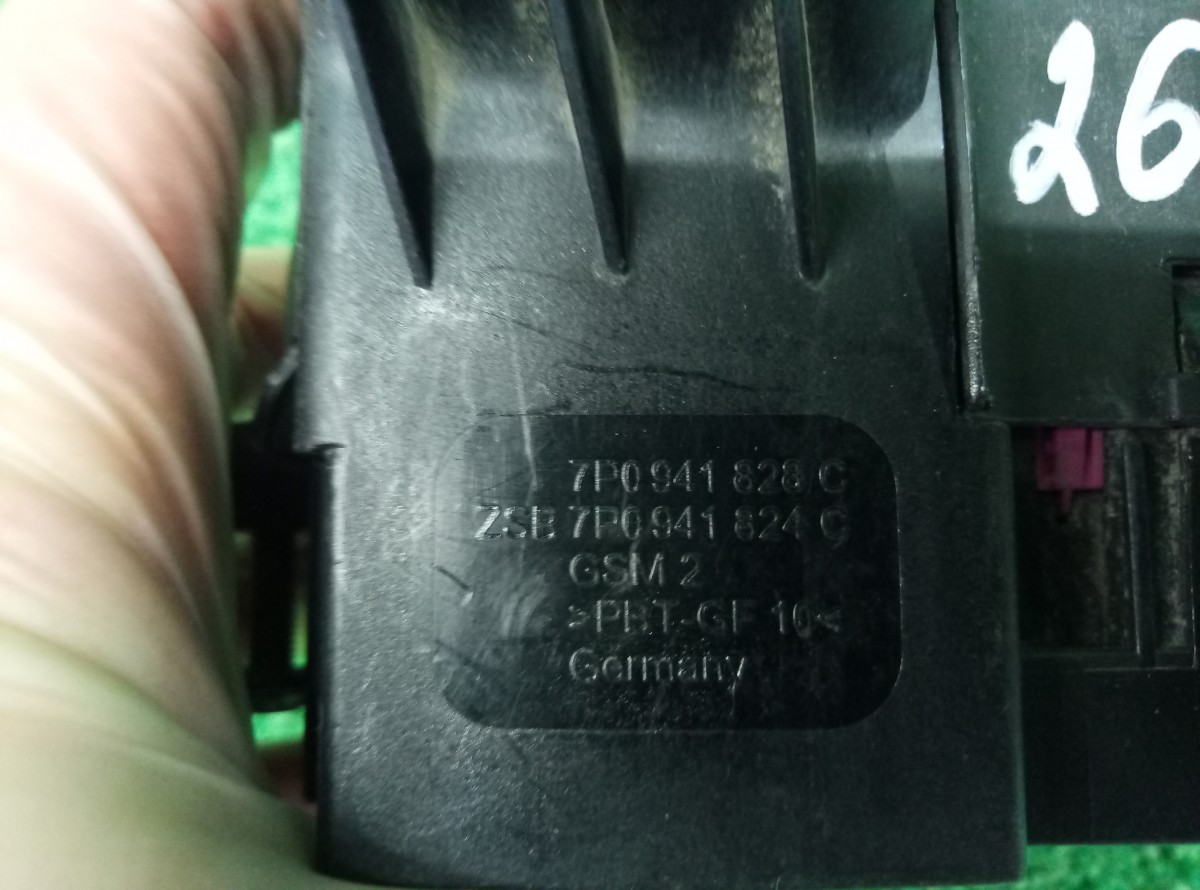 26
7P0 941 828 C
ZSB 7P0 941 824 C
GSM 2
>PBT-GF 10<
Germany